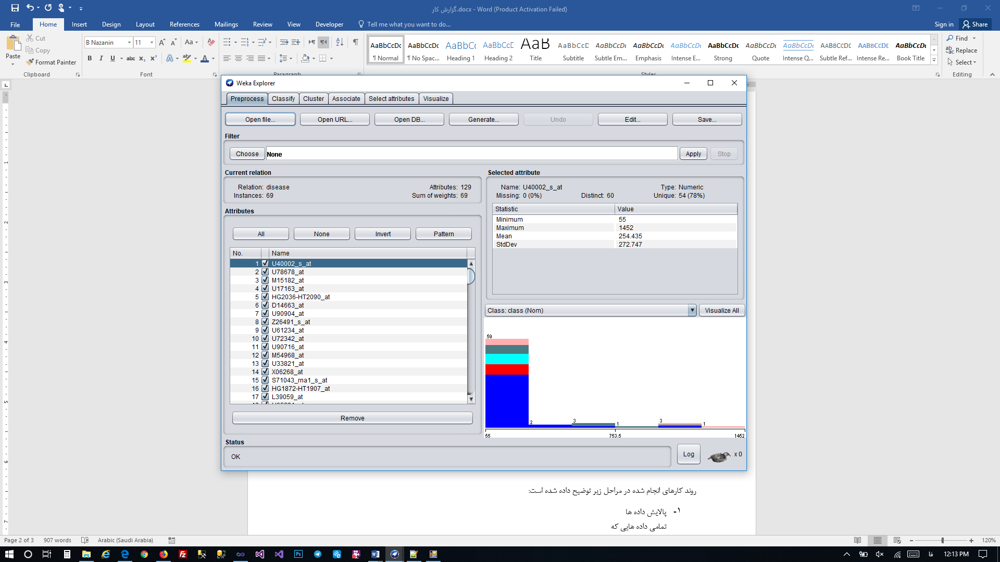 گزارش کار.docx - Word (Product Activation Failed)
File Home Insert Design Layout References Mailings Review View Developer Tell me what you want to do... Sign in Share
Paste
Cut
Copy
Format Painter
Clipboard
B Nazanin 11
Font
Paragraph
AaBbCcDc AaBbCcDc AaBbCc AaBbCcD AaB AaBbCcD AaBbCcDc AaBbCcDc AaBbCcDc AaBbCcDc AaBbCcDc AaBbCcDc AABBCCDE AABBCCDE AaBbCcDc
¶ Normal ¶ No Spac... Heading 1 Heading 2 Title Subtitle Subtle Em... Emphasis Intense E... Strong Quote Intense Q... Subtle Ref... Intense Re... Book Title
Styles
Find
Replace
Select
Editing
Weka Explorer
Preprocess Classify Cluster Associate Select attributes Visualize
Open file... Open URL... Open DB... Generate... Undo Edit... Save...
Filter
Choose None Apply Stop
Current relation
Relation: disease Attributes: 129
Instances: 69 Sum of weights: 69
Attributes
All None Invert Pattern
No. Name
1 U40002_s_at
2 U78678_at
3 M15182_at
4 U17163_at
5 HG2036-HT2090_at
6 D14663_at
7 U90904_at
8 Z26491_s_at
9 U61234_at
10 U72342_at
11 U90716_at
12 M54968_at
13 U33821_at
14 X06268_at
15 S71043_rna1_s_at
16 HG1872-HT1907_at
17 L39059_at
Remove
Selected attribute
Name: U40002_s_at Type: Numeric
Missing: 0 (0%) Distinct: 60 Unique: 54 (78%)
Statistic Value
Minimum 55
Maximum 1452
Mean 254.435
StdDev 272.747
Class: class (Nom) Visualize All
59
2 3 1 3 1
55 753.5 1452
Status
OK
Log x 0
روند کارهای انجام شده در مراحل زیر توضیح داده شده است:
۱- پالایش داده ها
تمامی داده هایی که
Page 2 of 3 907 words Arabic (Saudi Arabia) 120%
فا 12:13 PM